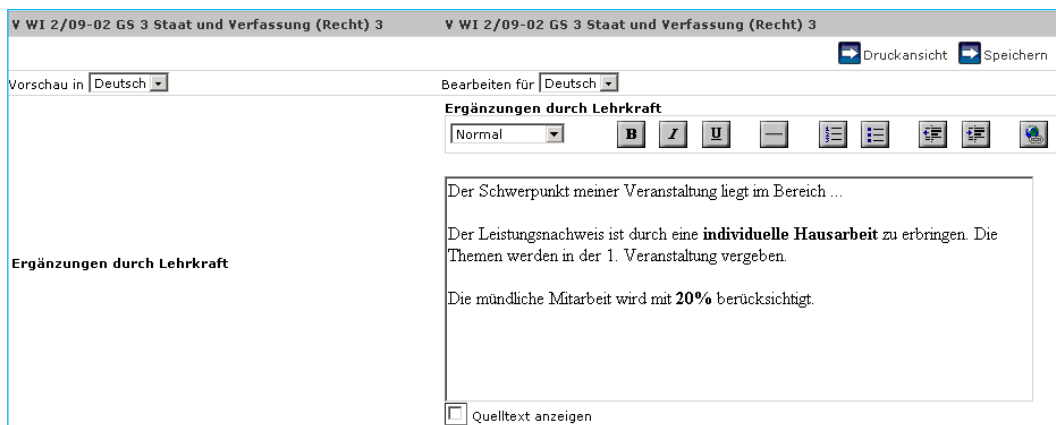 V WI 2/09-02 GS 3 Staat und Verfassung (Recht) 3
V WI 2/09-02 GS 3 Staat und Verfassung (Recht) 3
Druckansicht Speichern
Vorschau in Deutsch
Bearbeiten für Deutsch
Ergänzungen durch Lehrkraft
Normal B I U
Der Schwerpunkt meiner Veranstaltung liegt im Bereich ...
Der Leistungsnachweis ist durch eine individuelle Hausarbeit zu erbringen. Die
Themen werden in der 1. Veranstaltung vergeben.
Ergänzungen durch Lehrkraft
Die mündliche Mitarbeit wird mit 20% berücksichtigt.
Quelltext anzeigen